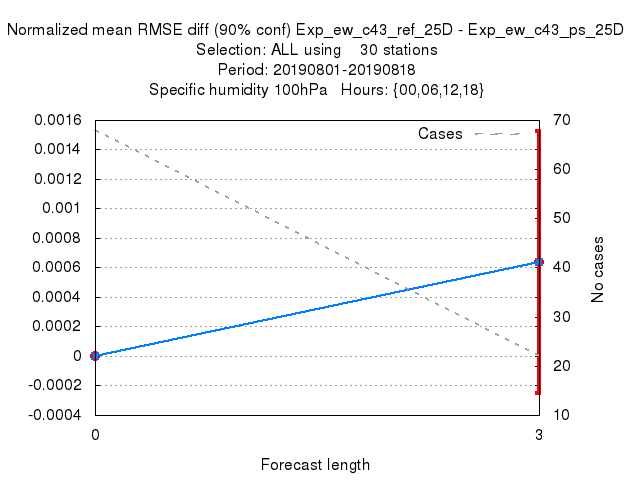 Normalized mean RMSE diff (90% conf) Exp_ew_c43_ref_25D - Exp_ew_c43_ps_25D
Selection: ALL using    30 stations
Period: 20190801-20190818
Specific humidity 100hPa   Hours: {00,06,12,18}
Cases
0.0016
0.0014
0.0012
0.001
0.0008
0.0006
0.0004
0.0002
0
-0.0002
-0.0004
70
60
50
40
30
20
10
No cases
0
3
Forecast length